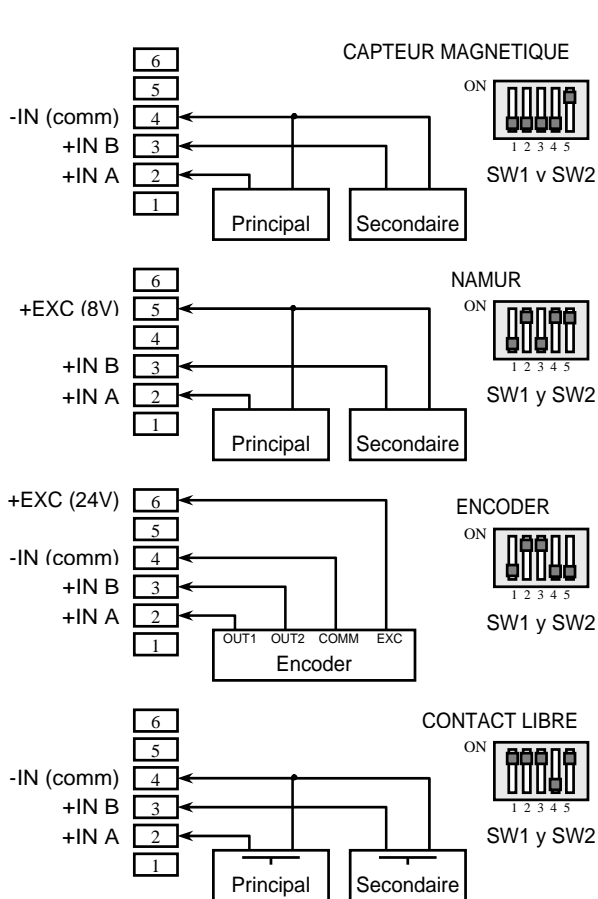 CAPTEUR MAGNETIQUE
6
5
-IN (comm) 4
+IN B 3
+IN A 2
1
Principal Secondaire
ON
1 2 3 4 5
SW1 v SW2
NAMUR
6
+EXC (8V) 5
4
+IN B 3
+IN A 2
1
Principal Secondaire
ON
1 2 3 4 5
SW1 y SW2
ENCODER
+EXC (24V) 6
5
-IN (comm) 4
+IN B 3
+IN A 2
1
OUT1 OUT2 COMM EXC
Encoder
ON
1 2 3 4 5
SW1 y SW2
CONTACT LIBRE
6
5
-IN (comm) 4
+IN B 3
+IN A 2
1
Principal Secondaire
ON
1 2 3 4 5
SW1 y SW2